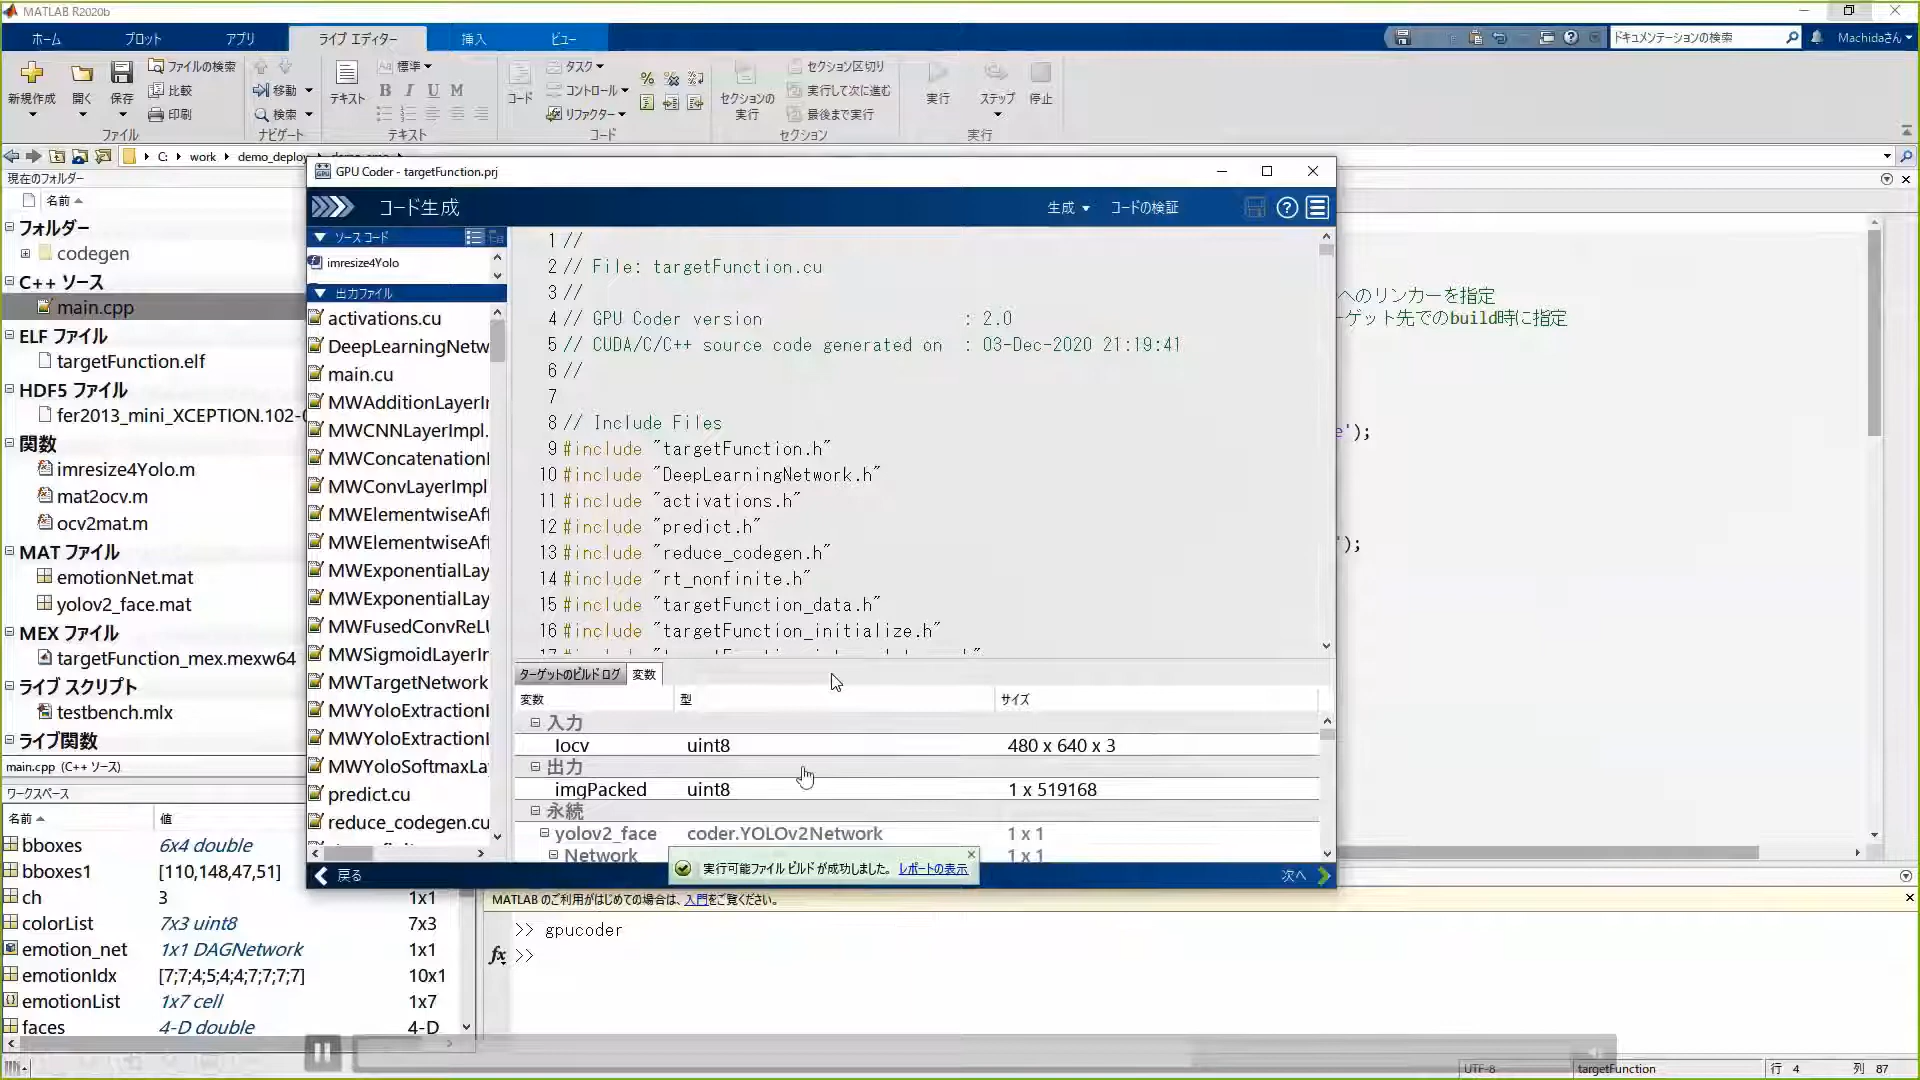 MATLAB R2020b
ホーム
プロット
アプリ
ライブ エディター
挿入
ビュー
ドキュメンテーションの検索
Machidaさん
新規作成
開く
保存
ファイルの検索
比較
印刷
ファイル
移動
検索
ナビゲート
テキスト
Aa 標準
B I U M
テキスト
コード
タスク
コントロール
リファクター
コード
セクションの
実行
セクション区切り
実行して次に進む
最後まで実行
セクション
実行
ステップ
停止
実行
C:
work
demo_deploy
現在のフォルダー
名前
フォルダー
codegen
C++ ソース
main.cpp
ELF ファイル
targetFunction.elf
HDF5 ファイル
fer2013_mini_XCEPTION.102-0
関数
imresize4Yolo.m
mat2ocv.m
ocv2mat.m
MAT ファイル
emotionNet.mat
yolov2_face.mat
MEX ファイル
targetFunction_mex.mexw64
ライブ スクリプト
testbench.mlx
ライブ関数
main.cpp (C++ ソース)
ワークスペース
名前
値
bboxes 6x4 double
bboxes1 [110,148,47,51]
ch 3 1x1
colorList 7x3 uint8 7x3
emotion_net 1x1 DAGNetwork 1x1
emotionIdx [7;7;4;5;4;4;7;7;7;7] 10x1
emotionList 1x7 cell 1x7
faces 4-D double 4-D
GPU Coder - targetFunction.prj
コード生成
生成
コードの検証
ソース コード
imresize4Yolo
出力ファイル
activations.cu
DeepLearningNetw
main.cu
MWAdditionLayerIr
MWCNNLayerImpl.
MWConcatenationI
MWConvLayerImpl
MWElementwiseAff
MWElementwiseAff
MWExponentialLay
MWExponentialLay
MWFusedConvReLU
MWSigmoidLayerIr
MWTargetNetwork
MWYoloExtractionI
MWYoloExtractionI
MWYoloSoftmaxLa
predict.cu
reduce_codegen.cu
1 //
2 // File: targetFunction.cu
3 //
4 // GPU Coder version : 2.0
5 // CUDA/C/C++ source code generated on : 03-Dec-2020 21:19:41
6 //
7
8 // Include Files
9 #include "targetFunction.h"
10 #include "DeepLearningNetwork.h"
11 #include "activations.h"
12 #include "predict.h"
13 #include "reduce_codegen.h"
14 #include "rt_nonfinite.h"
15 #include "targetFunction_data.h"
16 #include "targetFunction_initialize.h"
ターゲットのビルド ログ
変数
変数 型 サイズ
入力
Iocv uint8 480 x 640 x 3
出力
imgPacked uint8 1 x 519168
永続
yolov2_face coder.YOLOv2Network 1 x 1
Network 1 x 1
実行可能ファイル ビルド が成功しました。 レポートの表示
戻る
次へ
へのリンカーを指定
ーゲット先でのbuild時に指定
e');
');
MATLAB のご利用がはじめての場合は、入門をご覧ください。
>> gpucoder
fx >>
UTF-8
targetFunction
行 4
列 87